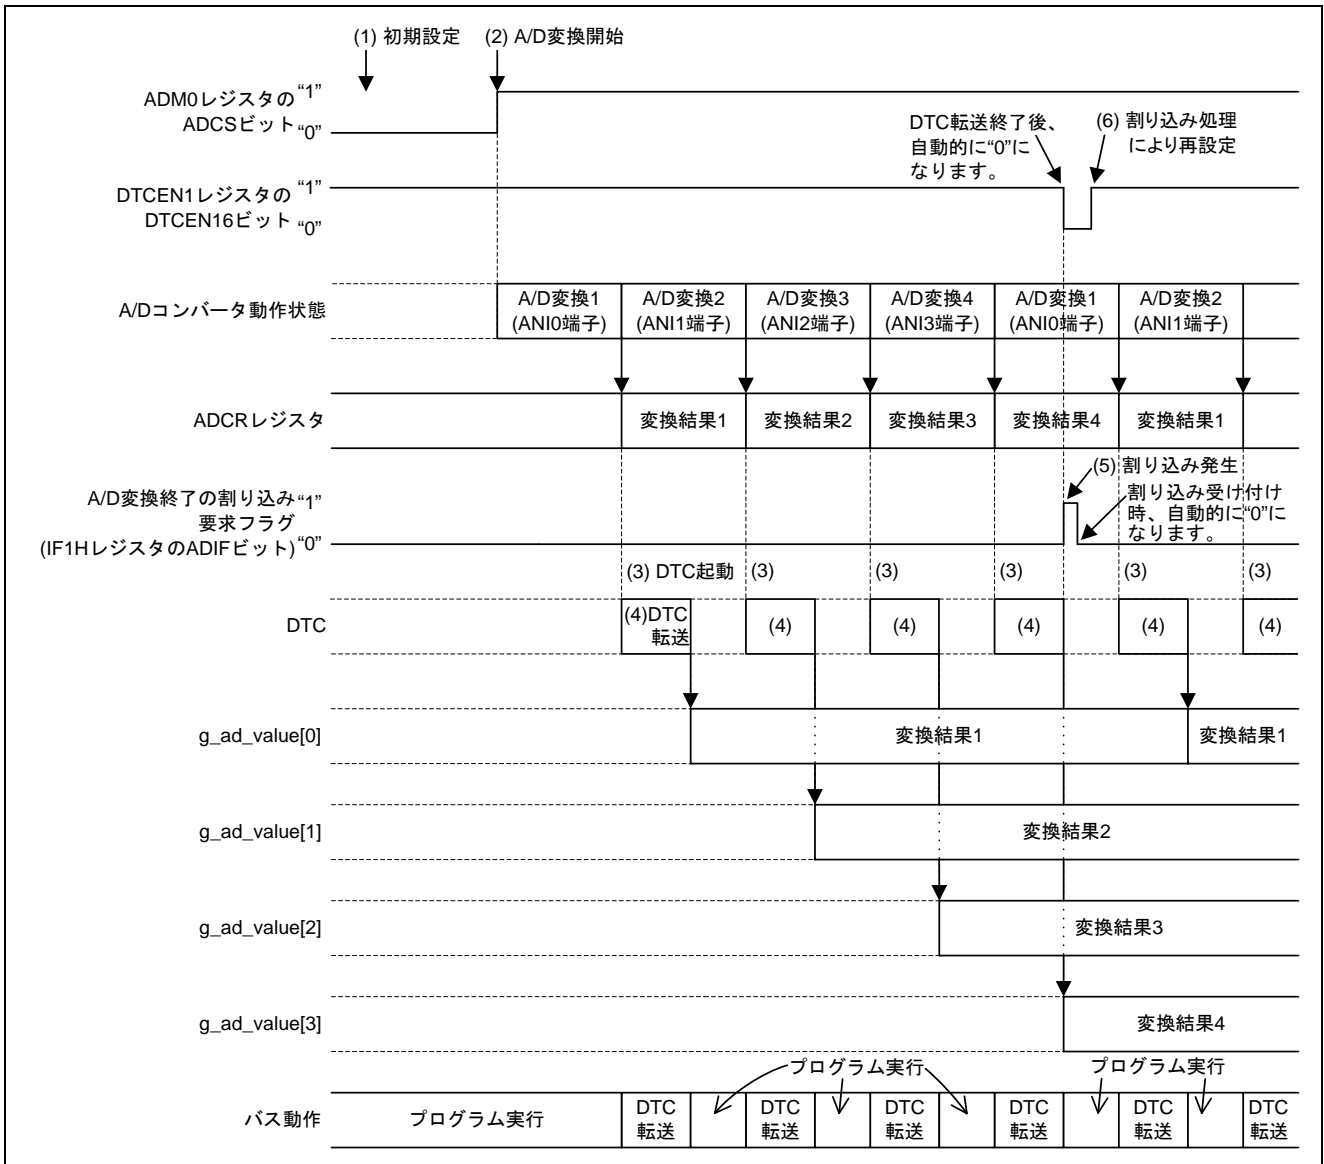 (1) 初期設定
(2) A/D変換開始
ADM0レジスタの
ADCSビット
“1”
“0”
DTC転送終了後、
自動的に“0”に
なります。
(6) 割り込み処理
により再設定
DTCEN1レジスタの
DTCEN16ビット
“1”
“0”
A/Dコンバータ動作状態
A/D変換1
(ANI0端子)
A/D変換2
(ANI1端子)
A/D変換3
(ANI2端子)
A/D変換4
(ANI3端子)
A/D変換1
(ANI0端子)
A/D変換2
(ANI1端子)
ADCRレジスタ
変換結果1
変換結果2
変換結果3
変換結果4
変換結果1
A/D変換終了の割り込み
要求フラグ
(IF1HレジスタのADIFビット)
“1”
“0”
(5) 割り込み発生
割り込み受け付け
時、自動的に“0”に
なります。
(3) DTC起動
(3)
(3)
(3)
(3)
(3)
DTC
(4)DTC
転送
(4)
(4)
(4)
(4)
(4)
g_ad_value[0]
変換結果1
変換結果1
g_ad_value[1]
変換結果2
g_ad_value[2]
変換結果3
g_ad_value[3]
変換結果4
プログラム実行
プログラム実行
バス動作
プログラム実行
DTC
転送
DTC
転送
DTC
転送
DTC
転送
DTC
転送
DTC
転送